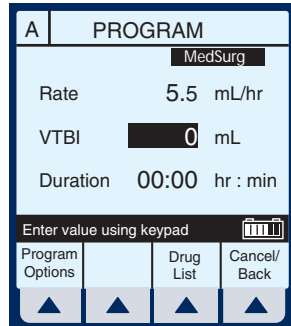 A PROGRAM
MedSurg
Rate 5.5 mL/hr
VTBI 0 mL
Duration 00:00 hr : min
Enter value using keypad
Program Options
Drug List
Cancel/ Back